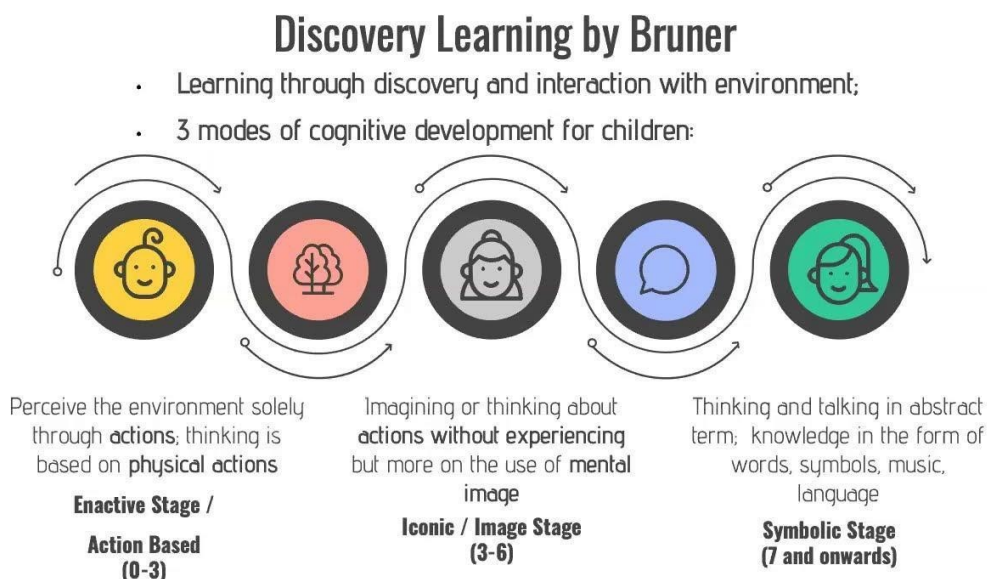 Discovery Learning by Bruner
• Learning through discovery and interaction with environment;
• 3 modes of cognitive development for children:
Perceive the environment solely
through actions; thinking is
based on physical actions
Enactive Stage /
Action Based
(0-3)
Imagining or thinking about
actions without experiencing
but more on the use of mental
image
Iconic / Image Stage
(3-6)
Thinking and talking in abstract
term; knowledge in the form of
words, symbols, music,
language
Symbolic Stage
(7 and onwards)